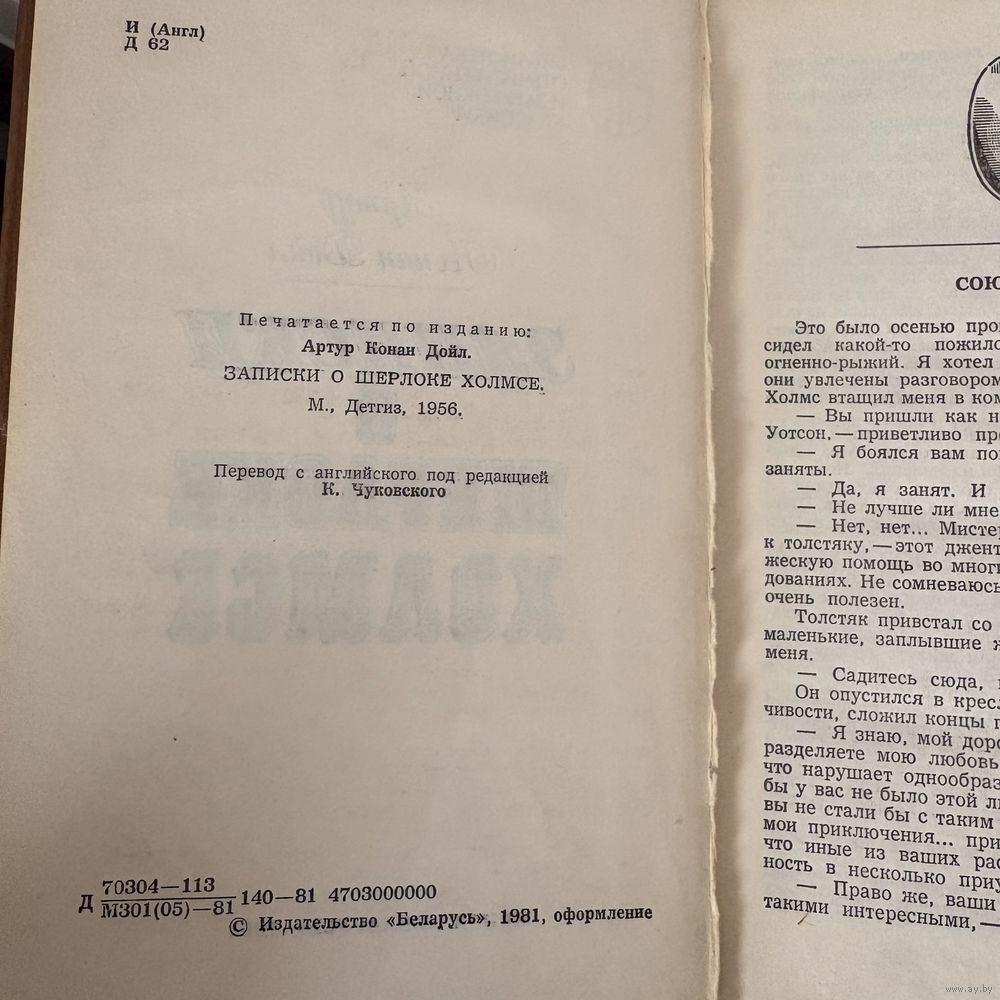 И (Англ)
Д 62
Печатается по изданию:
Артур Конан Дойл.
ЗАПИСКИ О ШЕРЛОКЕ ХОЛМСЕ.
М., Детгиз, 1956.
Перевод с английского под редакцией
К. Чуковского
Д 70304—113
М301(05)—81 140—81 4703000000
© Издательство «Беларусь», 1981, оформление
СОЮ
Это было осенью про
сидел какой-то пожило
огненно-рыжий. Я хотел
они увлечены разговором
Холмс втащил меня в ком
— Вы пришли как н
Уотсон,—приветливо пр
— Я боялся вам по
заняты.
— Да, я занят. И
— Не лучше ли мне
— Нет, нет... Мистер
к толстяку,—этот джент
жескую помощь во многи
дованиях. Не сомневаюсь
очень полезен.
Толстяк привстал со
маленькие, заплывшие ж
меня.
— Садитесь сюда,
Он опустился в кресл
чивости, сложил концы п
— Я знаю, мой доро
разделяете мою любовь
что нарушает однообраз
бы у вас не было этой л
вы не стали бы с таким
мои приключения... при
что иные из ваших рас
ность в несколько приу
— Право же, ваши
такими интересными,—
www.ay.by